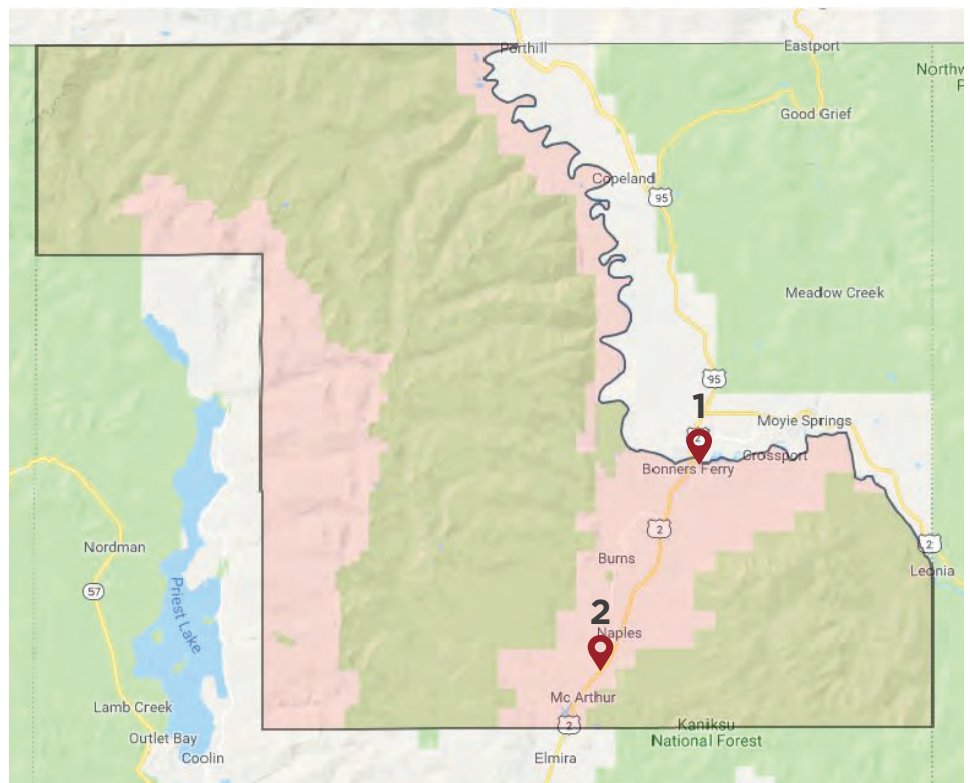 Porthill
Eastport
Northw
P
Good Grief
Copeland
95
Meadow Creek
95
1
Moyie Springs
2
Crossport
Bonners Ferry
2
2
Nordman
Burns
Leonia
57
Priest Lake
2
Naples
Mc Arthur
Lamb Creek
2
Kaniksu
National Forest
Outlet Bay
Coolin
Elmira